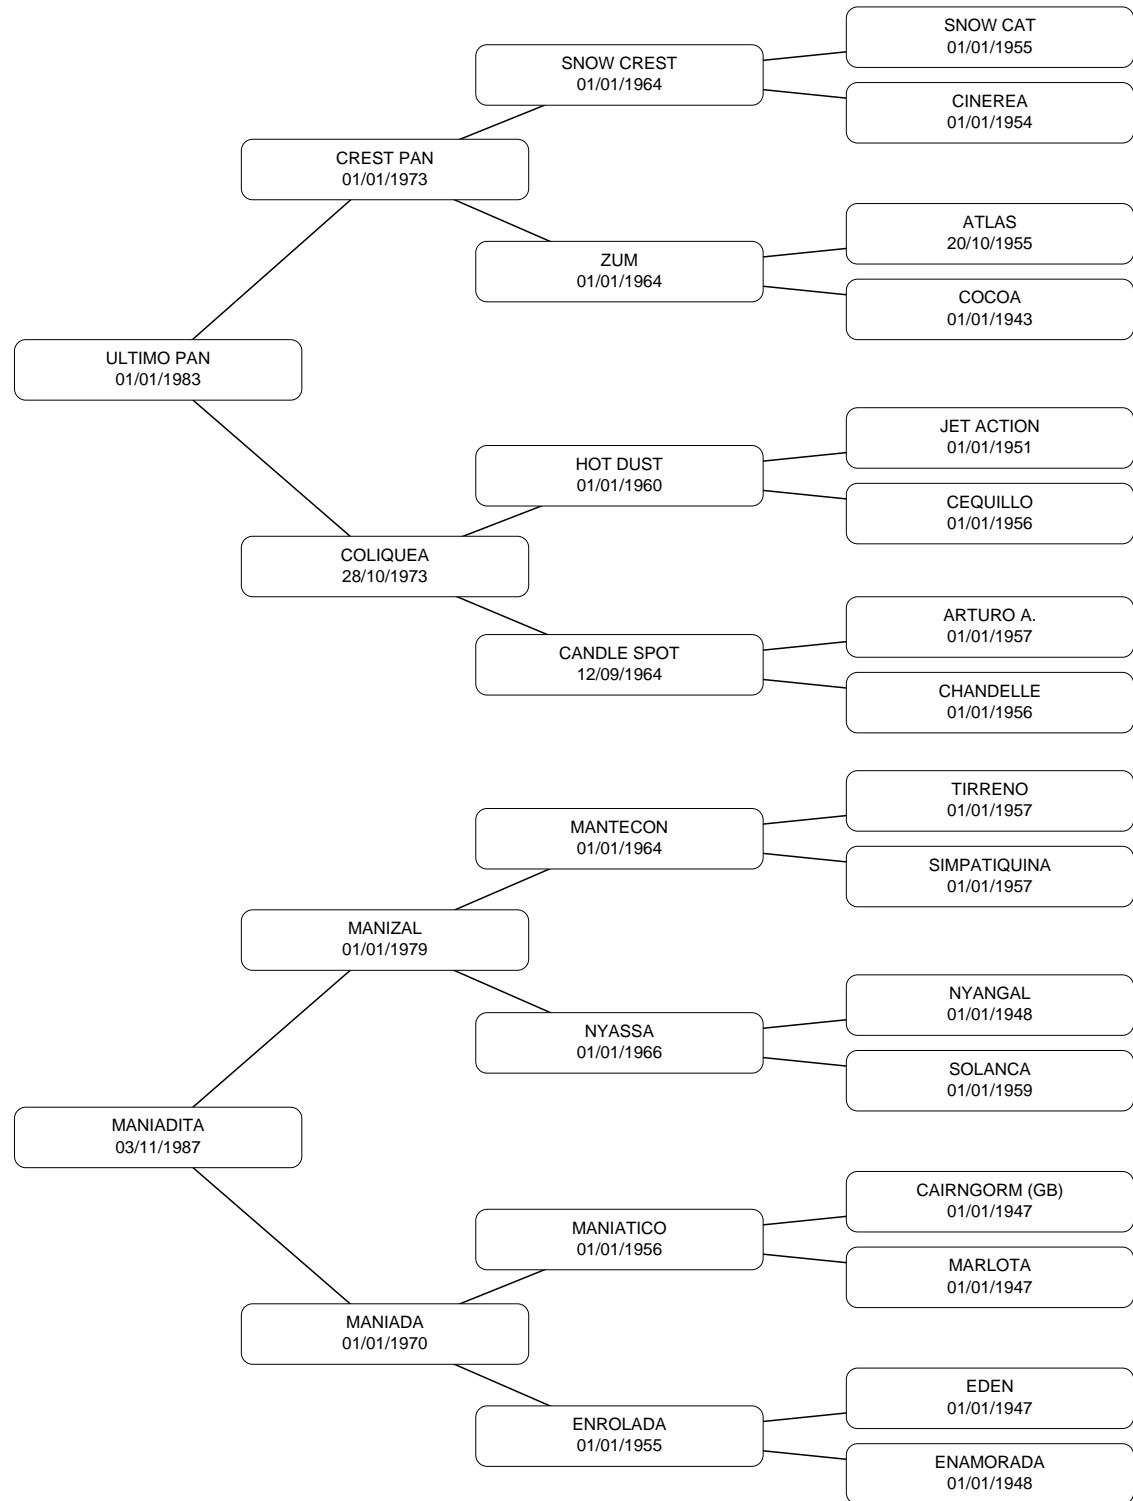 SNOW CAT
01/01/1955
SNOW CREST
01/01/1964
CINEREA
01/01/1954
CREST PAN
01/01/1973
ATLAS
20/10/1955
ZUM
01/01/1964
COCOA
01/01/1943
ULTIMO PAN
01/01/1983
JET ACTION
01/01/1951
HOT DUST
01/01/1960
CEQUILLO
01/01/1956
COLIQUEA
28/10/1973
ARTURO A.
01/01/1957
CANDLE SPOT
12/09/1964
CHANDELLE
01/01/1956
TIRRENO
01/01/1957
MANTECON
01/01/1964
SIMPATIQUINA
01/01/1957
MANIZAL
01/01/1979
NYANGAL
01/01/1948
NYASSA
01/01/1966
SOLANCA
01/01/1959
MANIADITA
03/11/1987
CAIRNGORM (GB)
01/01/1947
MANIATICO
01/01/1956
MARLOTA
01/01/1947
MANIADA
01/01/1970
EDEN
01/01/1947
ENROLADA
01/01/1955
ENAMORADA
01/01/1948